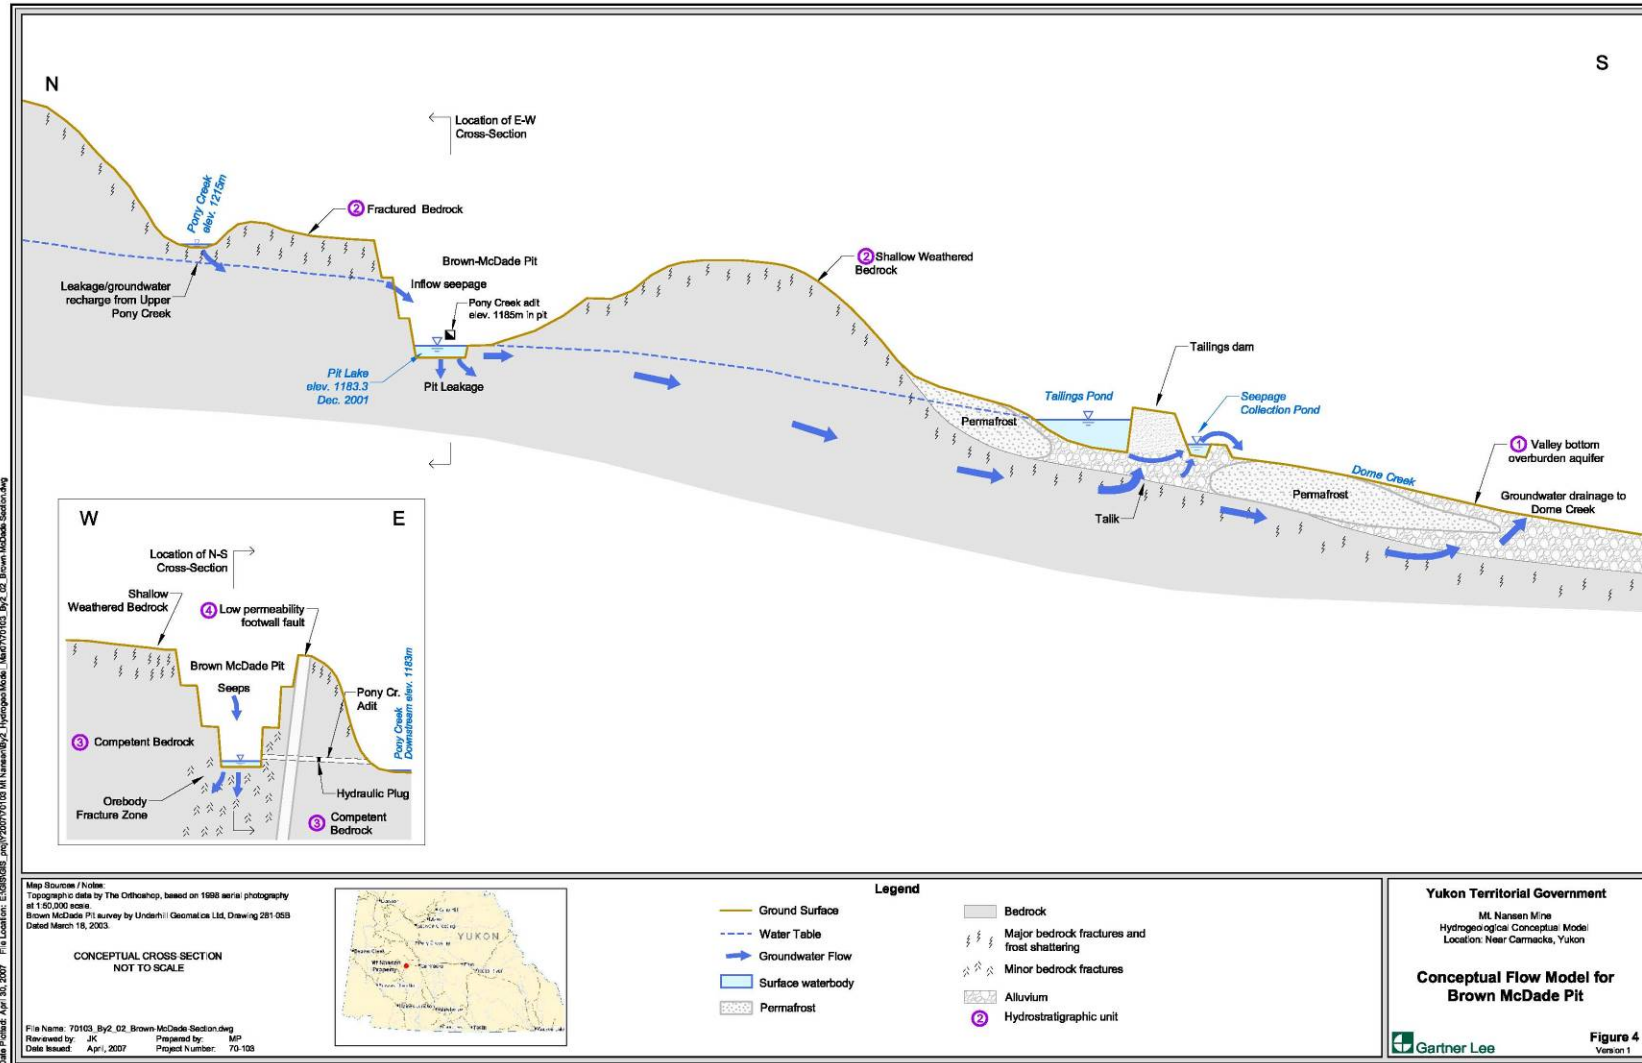 N
S
Location of E-W
Cross-Section
Pony Creek
elev. 1215m
2 Fractured Bedrock
Leakage/groundwater
recharge from Upper
Pony Creek
Brown-McDade Pit
Inflow seepage
Pony Creek adit
elev. 1185m in pit
Pit Lake
elev. 1183.3
Dec. 2001
Pit Leakage
2 Shallow Weathered
Bedrock
Permafrost
Tailings Pond
Tailings dam
Seepage
Collection Pond
Talik
Permafrost
Dome Creek
1 Valley bottom
overburden aquifer
Groundwater drainage to
Dome Creek
W
E
Location of N-S
Cross-Section
Shallow
Weathered Bedrock
4 Low permeability
footwall fault
Brown McDade Pit
Seeps
Pony Cr.
Adit
Pony Creek
Downstream elev. 1183m
3 Competent Bedrock
Orebody
Fracture Zone
Hydraulic Plug
3 Competent
Bedrock
Map Sources / Notes:
Topographic data by The Orthoshop, based on 1998 aerial photography
at 1:50,000 scale.
Brown McDade Pit survey by Underhill Geomatics Ltd, Drawing 281-05B
Dated March 18, 2003.
CONCEPTUAL CROSS-SECTION
NOT TO SCALE
File Name: 70103_By2_02_Brown-McDade-Section.dwg
Reviewed by: JK Prepared by: MP
Date Issued: April, 2007 Project Number: 70-103
YUKON
Mt Nansen
Property
Carmacks
Legend
Ground Surface
Water Table
Groundwater Flow
Surface waterbody
Permafrost
Bedrock
Major bedrock fractures and
frost shattering
Minor bedrock fractures
Alluvium
2 Hydrostratigraphic unit
Yukon Territorial Government
Mt. Nansen Mine
Hydrogeological Conceptual Model
Location: Near Carmacks, Yukon
Conceptual Flow Model for
Brown McDade Pit
Gartner Lee
Figure 4
Version 1
Date Plotted: April 30, 2007